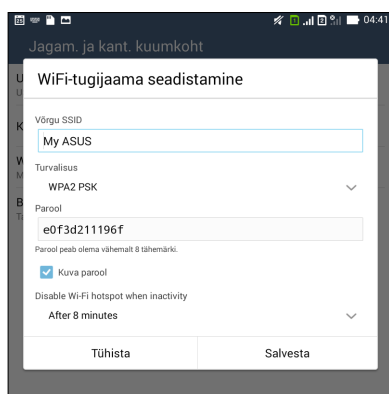 04:41
Jagam. ja kant. kuumkoht
WiFi-tugijaama seadistamine
Võrgu SSID
My ASUS
Turvalisus
WPA2 PSK
Parool
e0f3d211196f
Parool peab olema vähemalt 8 tähemärki.
Kuva parool
Disable Wi-Fi hotspot when inactivity
After 8 minutes
Tühista
Salvesta